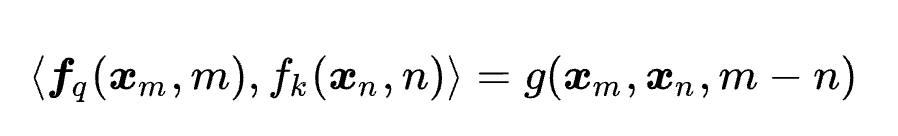 ⟨𝒇_q(𝒙_m, m), f_k(𝒙_n, n)⟩ = g(𝒙_m, 𝒙_n, m − n)